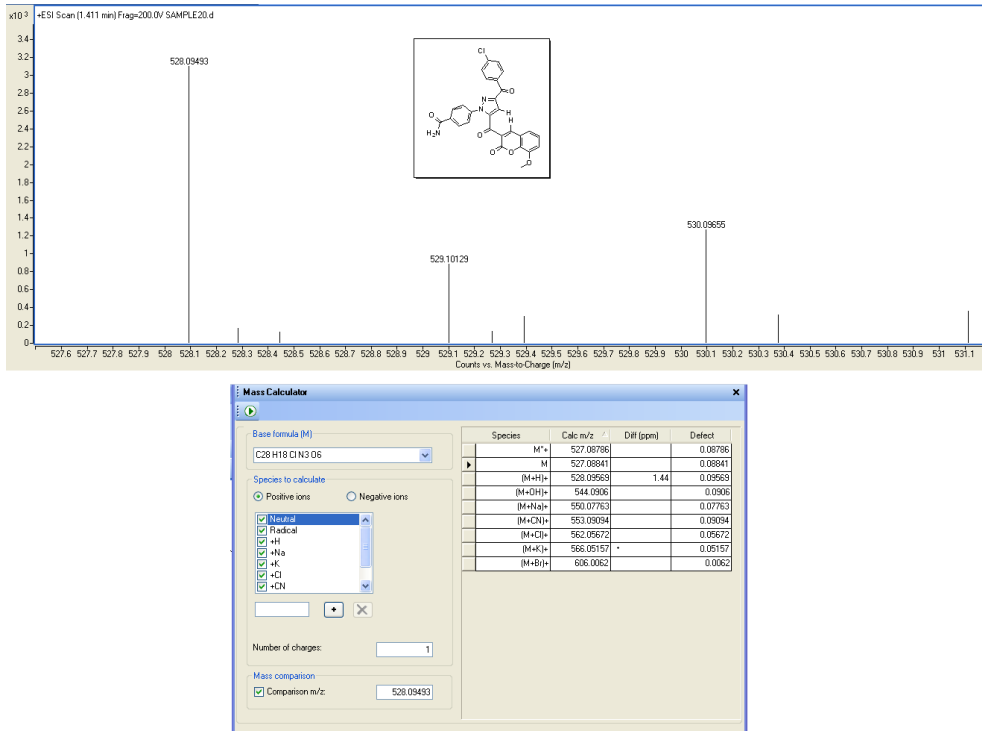 x10 3 +ESI Scan (1.411 min) Frag=200.0V SAMPLE20.d
3.4
3.2
3
2.8
2.6
2.4
2.2
2
1.8
1.6
1.4
1.2
1
0.8
0.6
0.4
0.2
0
528.09493
529.10129
530.09655
Cl
O
N
N
H
H
O
H2N
O
O
O
O
527.6 527.7 527.8 527.9 528 528.1 528.2 528.3 528.4 528.5 528.6 528.7 528.8 528.9 529 529.1 529.2 529.3 529.4 529.5 529.6 529.7 529.8 529.9 530 530.1 530.2 530.3 530.4 530.5 530.6 530.7 530.8 530.9 531 531.1
Counts vs. Mass-to-Charge (m/z)
Mass Calculator
Base formula (M)
C28 H18 Cl N3 O6
Species to calculate
Positive ions Negative ions
Neutral
Radical
+H
+Na
+K
+Cl
+CN
+
Number of charges: 1
Mass comparison
Comparison m/z: 528.09493
Species Calc m/z Diff (ppm) Defect
M*+ 527.08786 0.08786
M 527.08841 0.08841
(M+H)+ 528.09569 1.44 0.09569
(M+OH)+ 544.0906 0.0906
(M+Na)+ 550.07763 0.07763
(M+CN)+ 553.09094 0.09094
(M+Cl)+ 562.05672 0.05672
(M+K)+ 566.05157 * 0.05157
(M+Br)+ 606.0062 0.0062